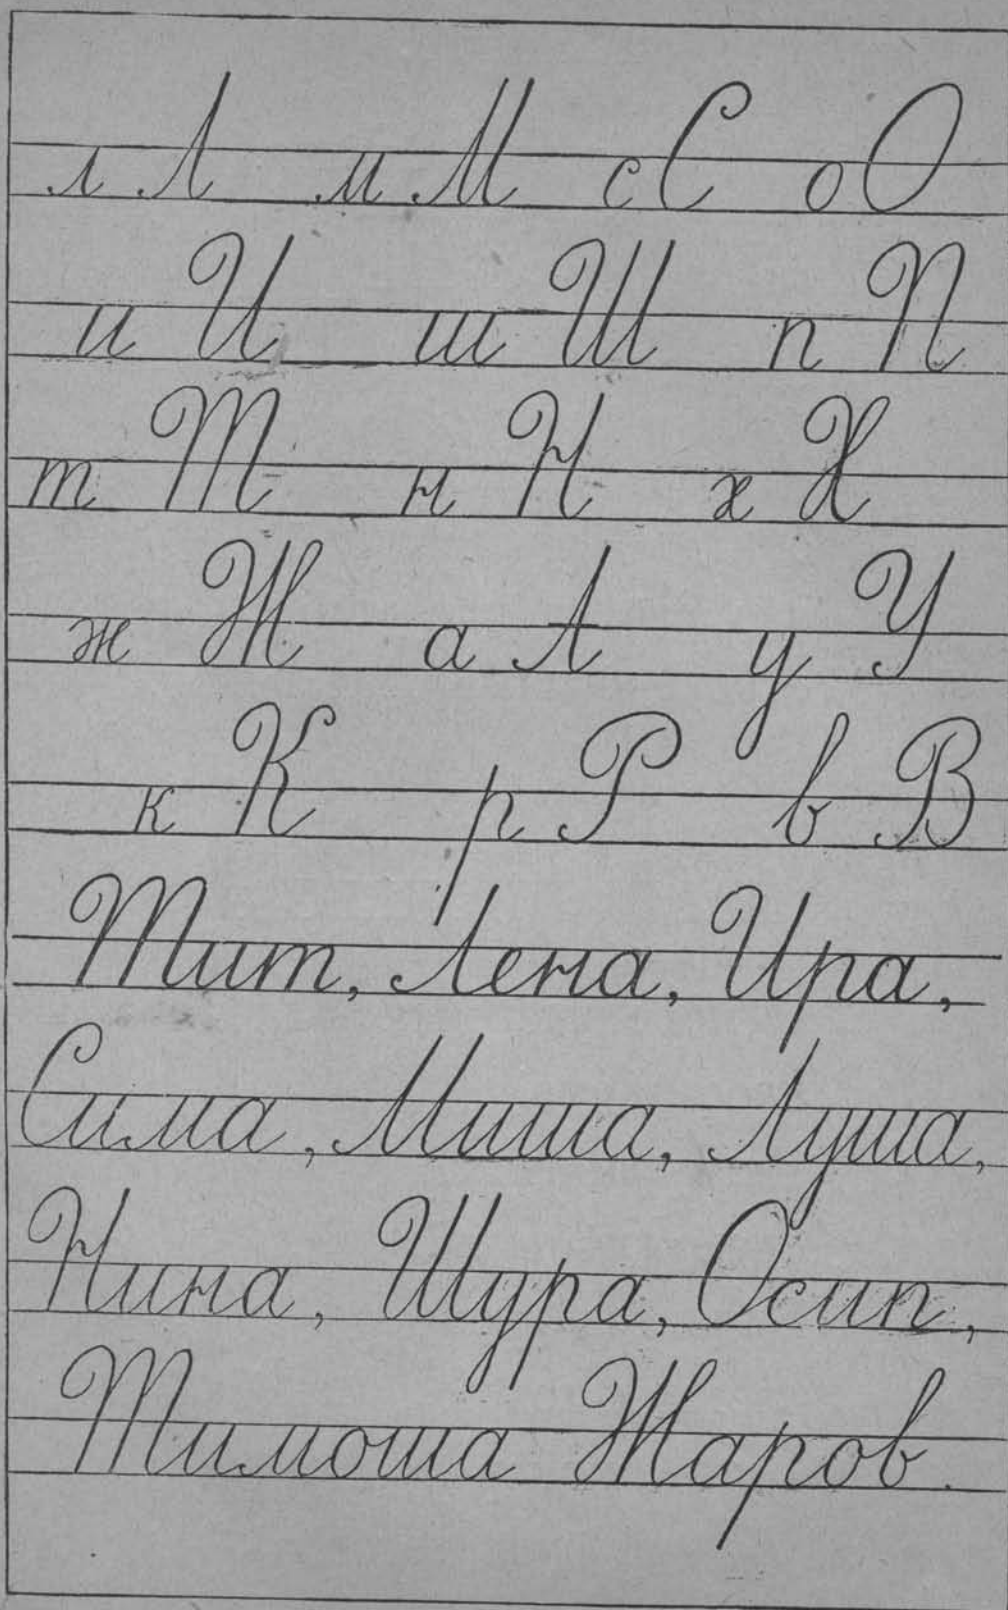 л Л м М с С о О
и И ш Ш п П
т Т н Н х Х
ж Ж а А у У
к К р Р в В
Тит, Лена, Ира,
Сима, Миша, Луша,
Нина, Шура, Осип,
Тимоша Жаров.